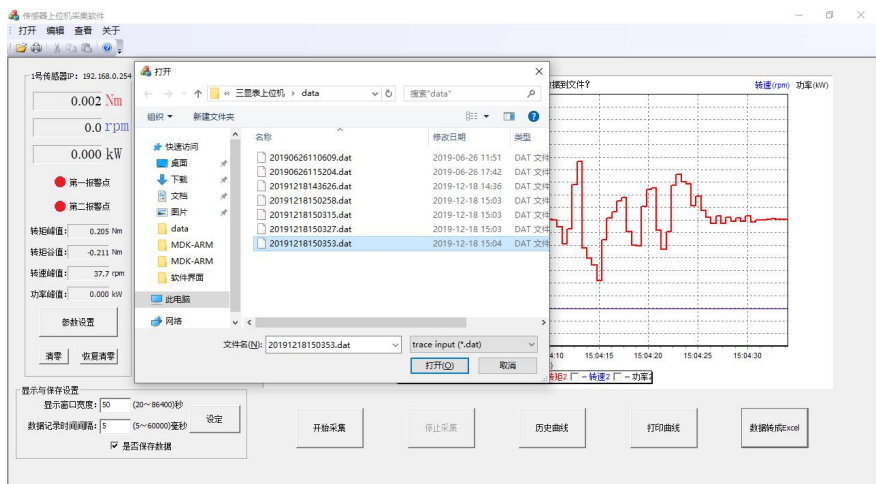 传感器上位机采集软件
打开 编辑 查看 关于
1号传感器IP: 192.168.0.254
0.002 Nm
0.0 rpm
0.000 kW
第一报警点
第二报警点
转矩峰值: 0.205 Nm
转矩谷值: -0.211 Nm
转速峰值: 37.7 rpm
功率峰值: 0.000 kW
参数设置
清零 恢复清零
打开
« 三显表上位机 › data
搜索"data"
组织 新建文件夹
快速访问
桌面
下载
文档
图片
data
MDK-ARM
MDK-ARM
软件界面
此电脑
网络
名称 修改日期 类型
20190626110609.dat 2019-06-26 11:51 DAT 文件
20190626115204.dat 2019-06-26 17:42 DAT 文件
20191218143626.dat 2019-12-18 14:36 DAT 文件
20191218150258.dat 2019-12-18 15:03 DAT 文件
20191218150315.dat 2019-12-18 15:03 DAT 文件
20191218150327.dat 2019-12-18 15:03 DAT 文件
20191218150353.dat 2019-12-18 15:04 DAT 文件
文件名(N): 20191218150353.dat trace input (*.dat)
打开(O) 取消
据到文件?
转速(rpm) 功率(kW)
4:10 15:04:15 15:04:20 15:04:25 15:04:30
转矩2 – 转速2 – 功率2
显示与保存设置
显示窗口宽度: 50 (20~86400)秒
数据记录时间间隔: 5 (5~60000)毫秒
设定
是否保存数据
开始采集 停止采集 历史曲线 打印曲线 数据转成Excel